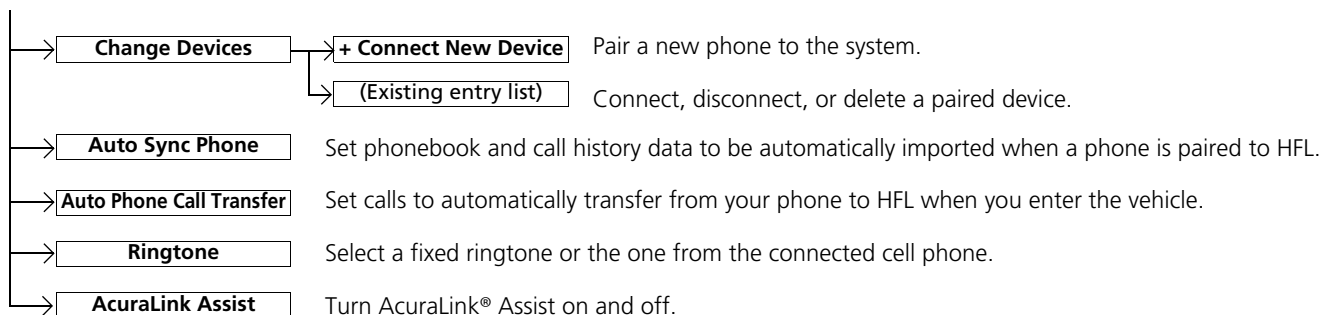 Change Devices + Connect New Device Pair a new phone to the system.
(Existing entry list) Connect, disconnect, or delete a paired device.
Auto Sync Phone Set phonebook and call history data to be automatically imported when a phone is paired to HFL.
Auto Phone Call Transfer Set calls to automatically transfer from your phone to HFL when you enter the vehicle.
Ringtone Select a fixed ringtone or the one from the connected cell phone.
AcuraLink Assist Turn AcuraLink® Assist on and off.